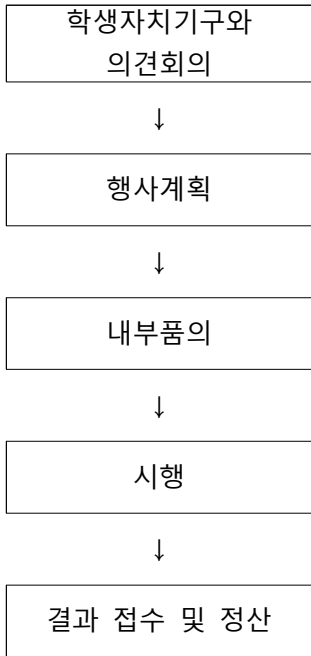 학생자치기구와
의견회의
↓
행사계획
↓
내부품의
↓
시행
↓
결과 접수 및 정산